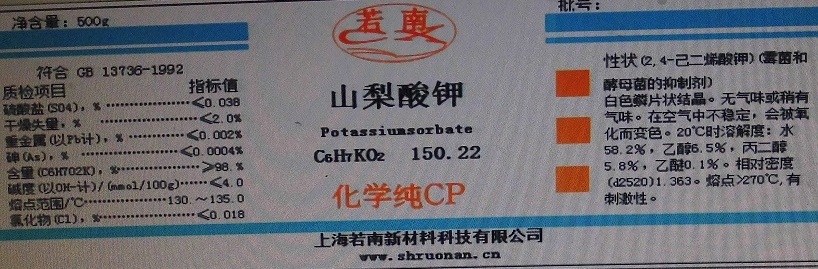 净含量：500g
符合 GB 13736-1992
质检项目 指标值
硫酸盐(SO4)，% ≤0.038
干燥失量，% ≤2.0%
重金属(以Pb计)，% ≤0.002%
砷(As)，% ≤0.0004%
含量(C6H7O2K)，% ≥98.%
碱度(以OH-计)/(mmol/100g) ≤4.0
熔点范围/℃ 130.～135.0
氯化物(Cl)，% ≤0.018
若南
山梨酸钾
Potassiumsorbate
C6H7KO2 150.22
化学纯CP
上海若南新材料科技有限公司
www.shruonan.cn
批号：
性状(2,4-己二烯酸钾)(霉菌和
酵母菌的抑制剂)
白色鳞片状结晶。无气味或稍有
气味。在空气中不稳定，会被氧
化而变色。20℃时溶解度：水
58.2%，乙醇6.5%，丙二醇
5.8%，乙醚0.1%。相对密度
(d2520)1.363。熔点>270℃,有
刺激性。